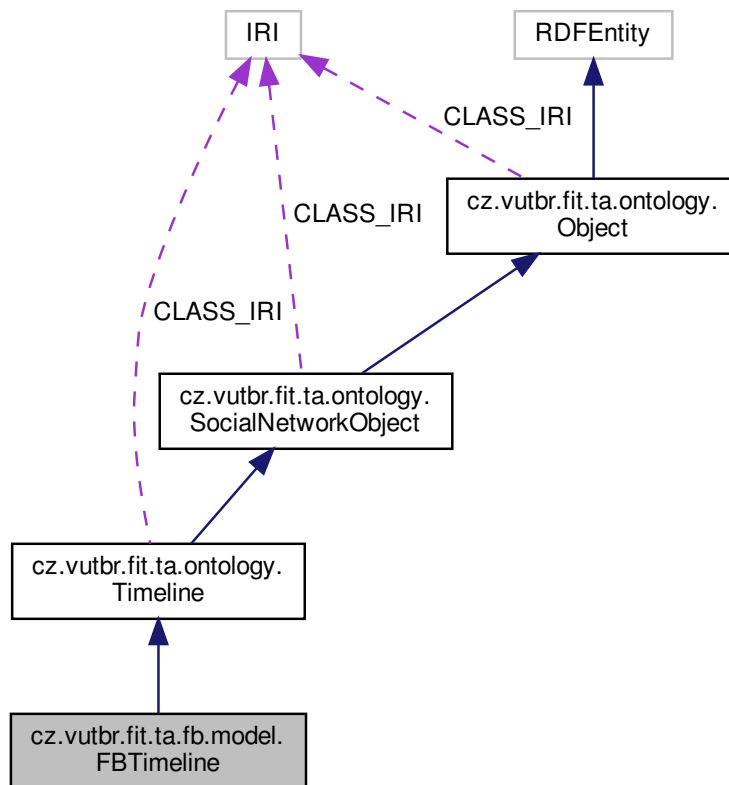 IRI
RDFEntity
CLASS_IRI
cz.vutbr.fit.ta.ontology.
Object
CLASS_IRI
CLASS_IRI
cz.vutbr.fit.ta.ontology.
SocialNetworkObject
cz.vutbr.fit.ta.ontology.
Timeline
cz.vutbr.fit.ta.fb.model.
FBTimeline